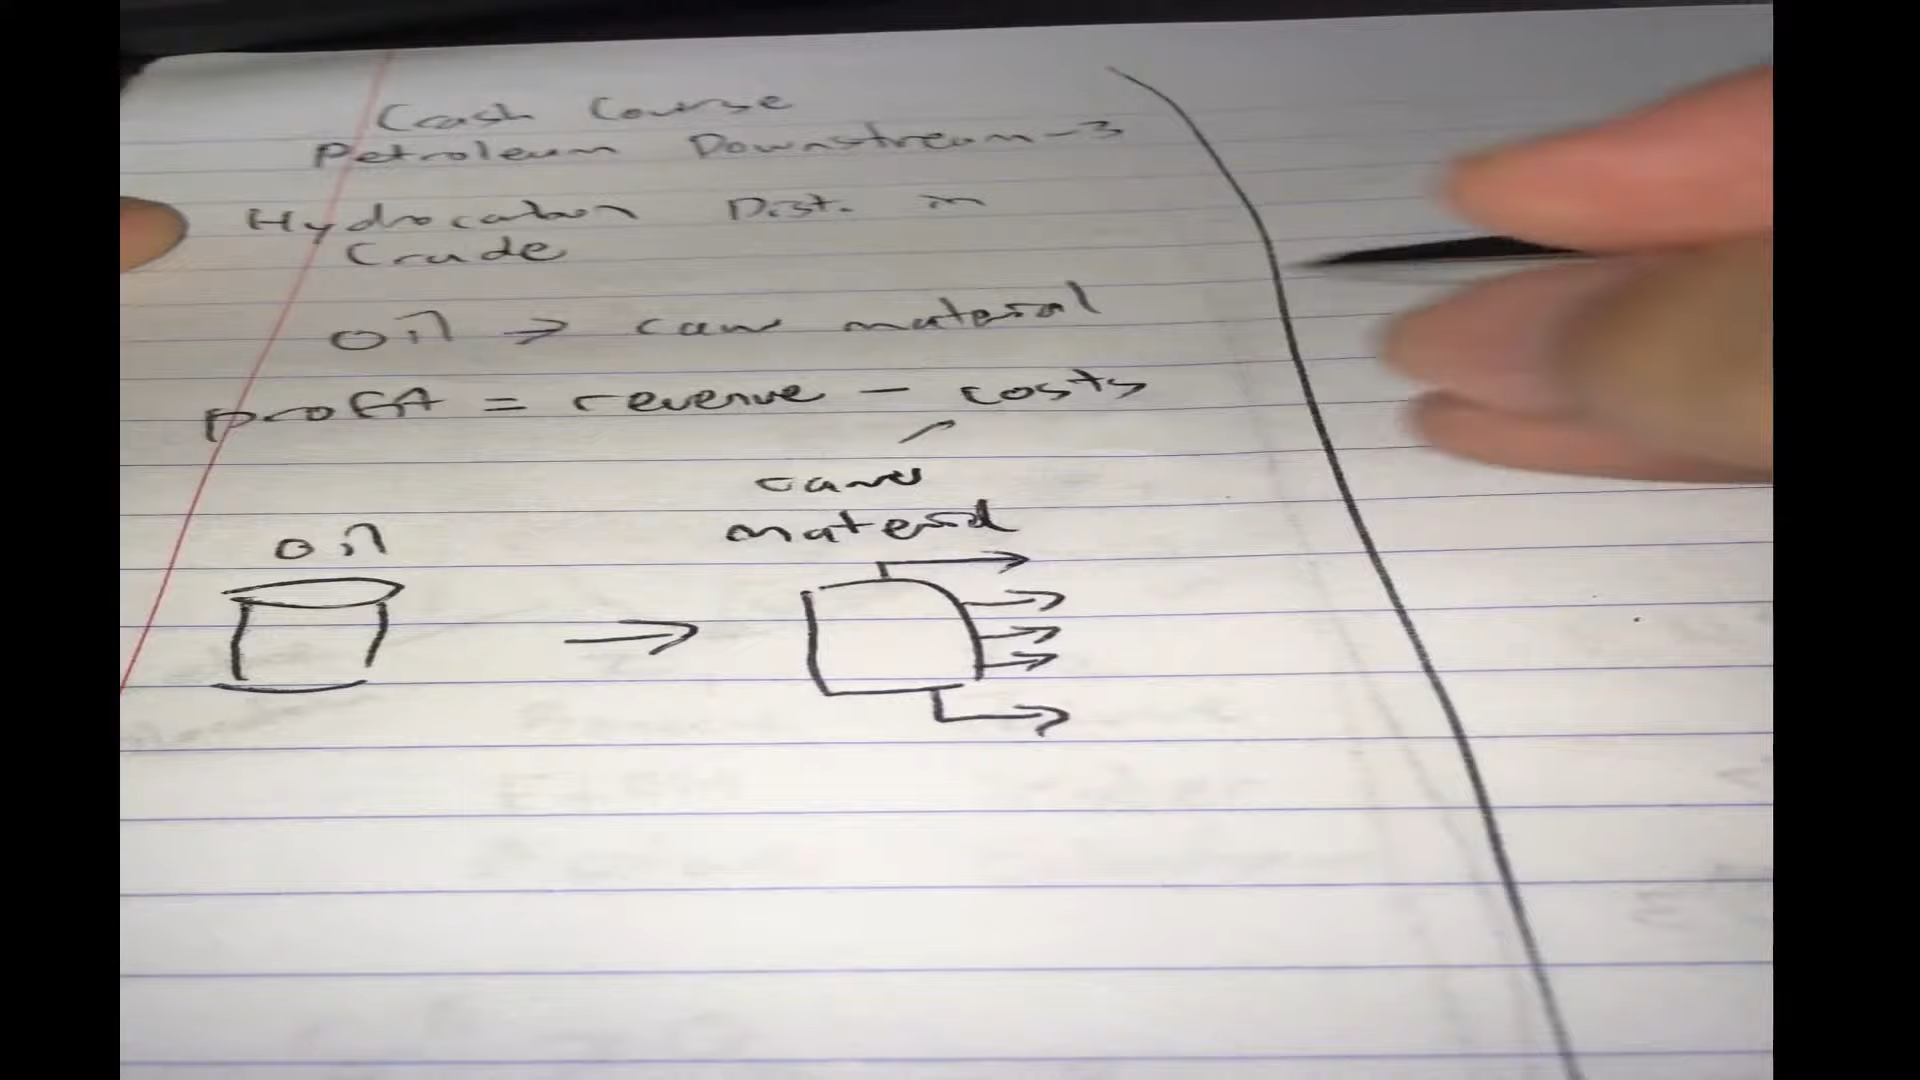 Crash Course
Petroleum Downstream-3
Hydrocarbon Dist. in
Crude
oil → raw material
profit = revenue - costs
raw
material
oil